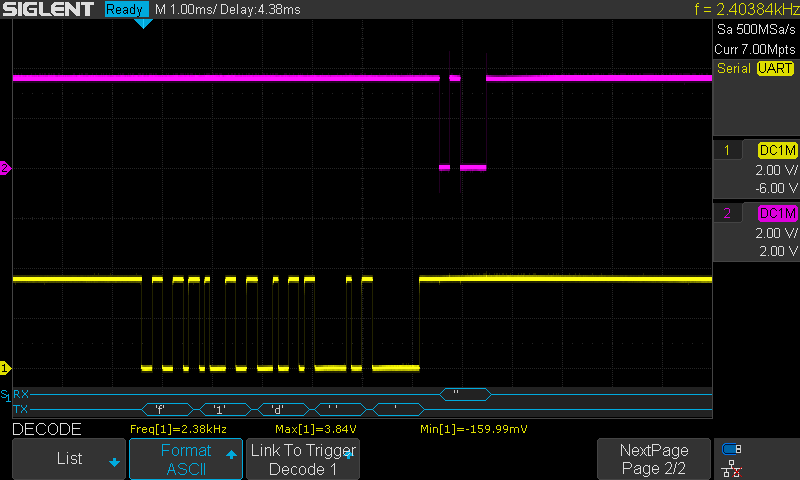 SIGLENT Ready M 1.00ms/ Delay:4.38ms f = 2.40384kHz
Sa 500MSa/s
Curr 7.00Mpts
Serial UART
1 DC1M
2.00 V/
-6.00 V
2 DC1M
2.00 V/
2.00 V
2
1
S1 RX ''
TX 'f' '1' 'd' ' ' '
DECODE Freq[1]=2.38kHz Max[1]=3.84V Min[1]=-159.99mV
List
Format
ASCII
Link To Trigger
Decode 1
NextPage
Page 2/2